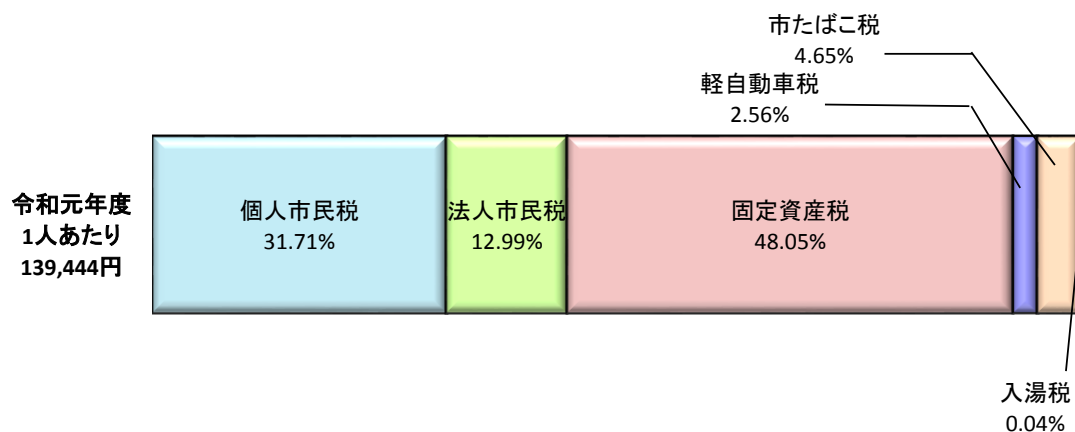 市たばこ税
4.65%
軽自動車税
2.56%
令和元年度
1人あたり
139,444円
個人市民税
31.71%
法人市民税
12.99%
固定資産税
48.05%
入湯税
0.04%